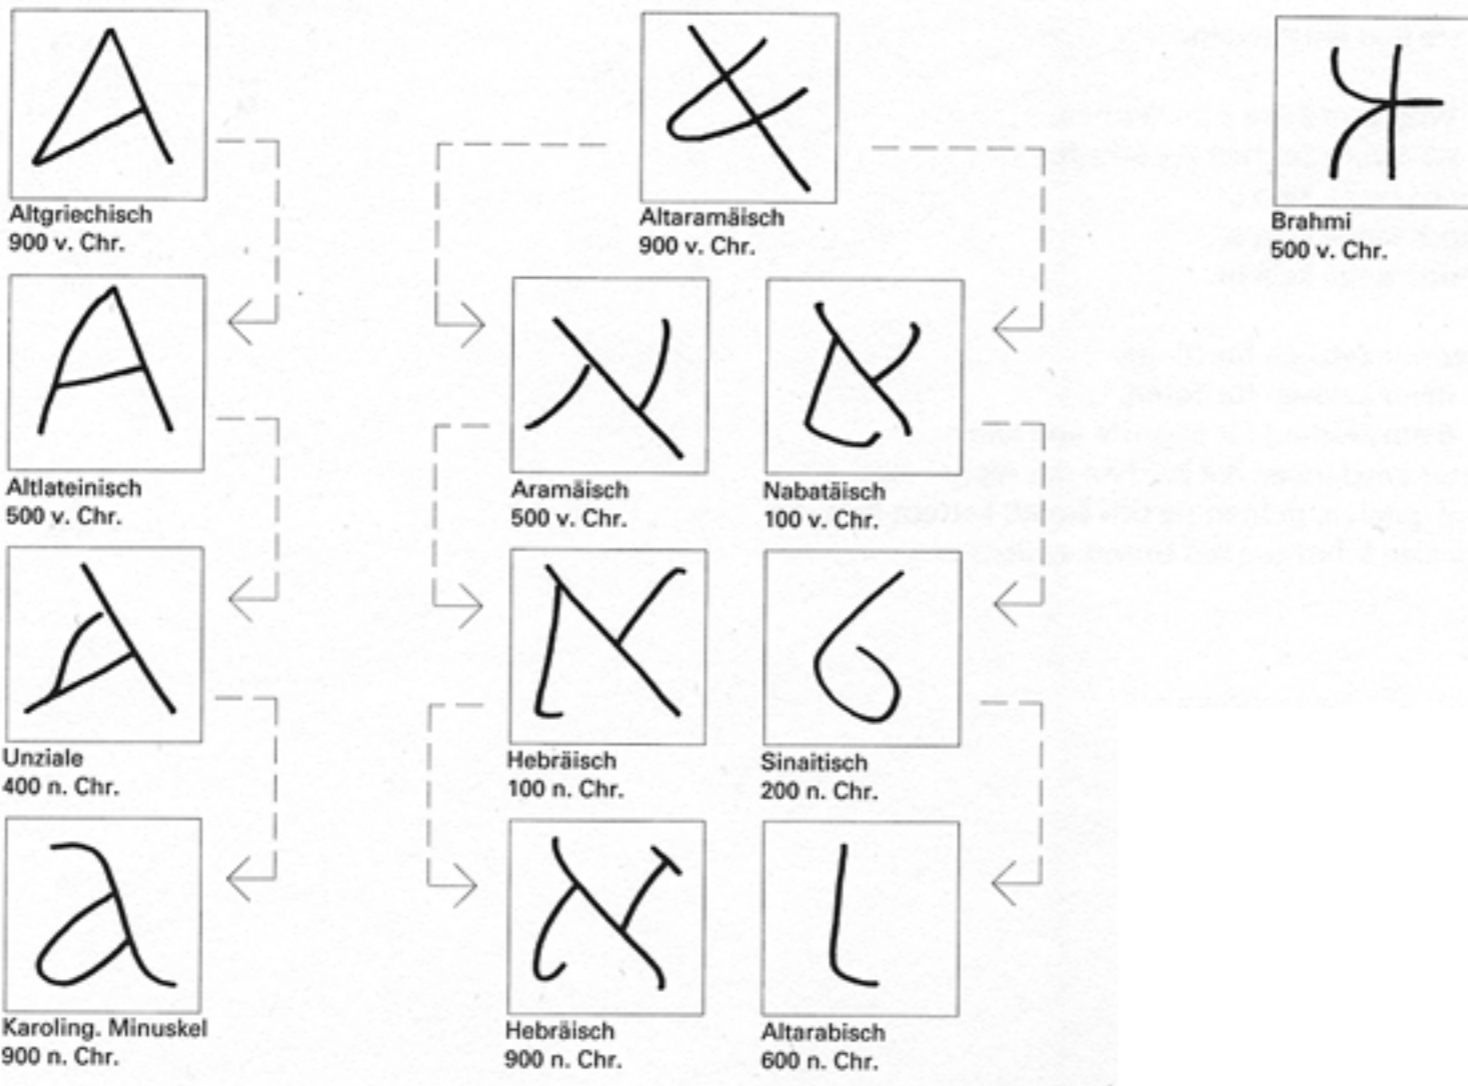 Altgriechisch
900 v. Chr.
Altaramäisch
900 v. Chr.
Brahmi
500 v. Chr.
Altlateinisch
500 v. Chr.
Aramäisch
500 v. Chr.
Nabatäisch
100 v. Chr.
Unziale
400 n. Chr.
Hebräisch
100 n. Chr.
Sinaitisch
200 n. Chr.
Karoling. Minuskel
900 n. Chr.
Hebräisch
900 n. Chr.
Altarabisch
600 n. Chr.